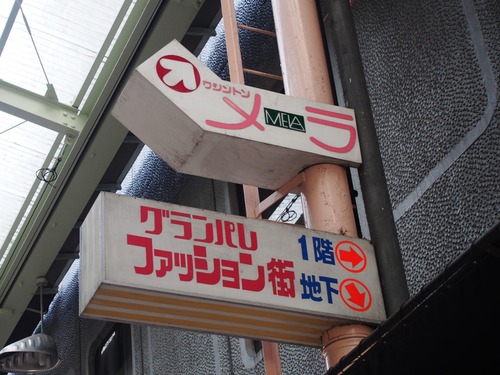 ワシントン
メ MELA ラ
グランパレ
ファッション街
1階
地下